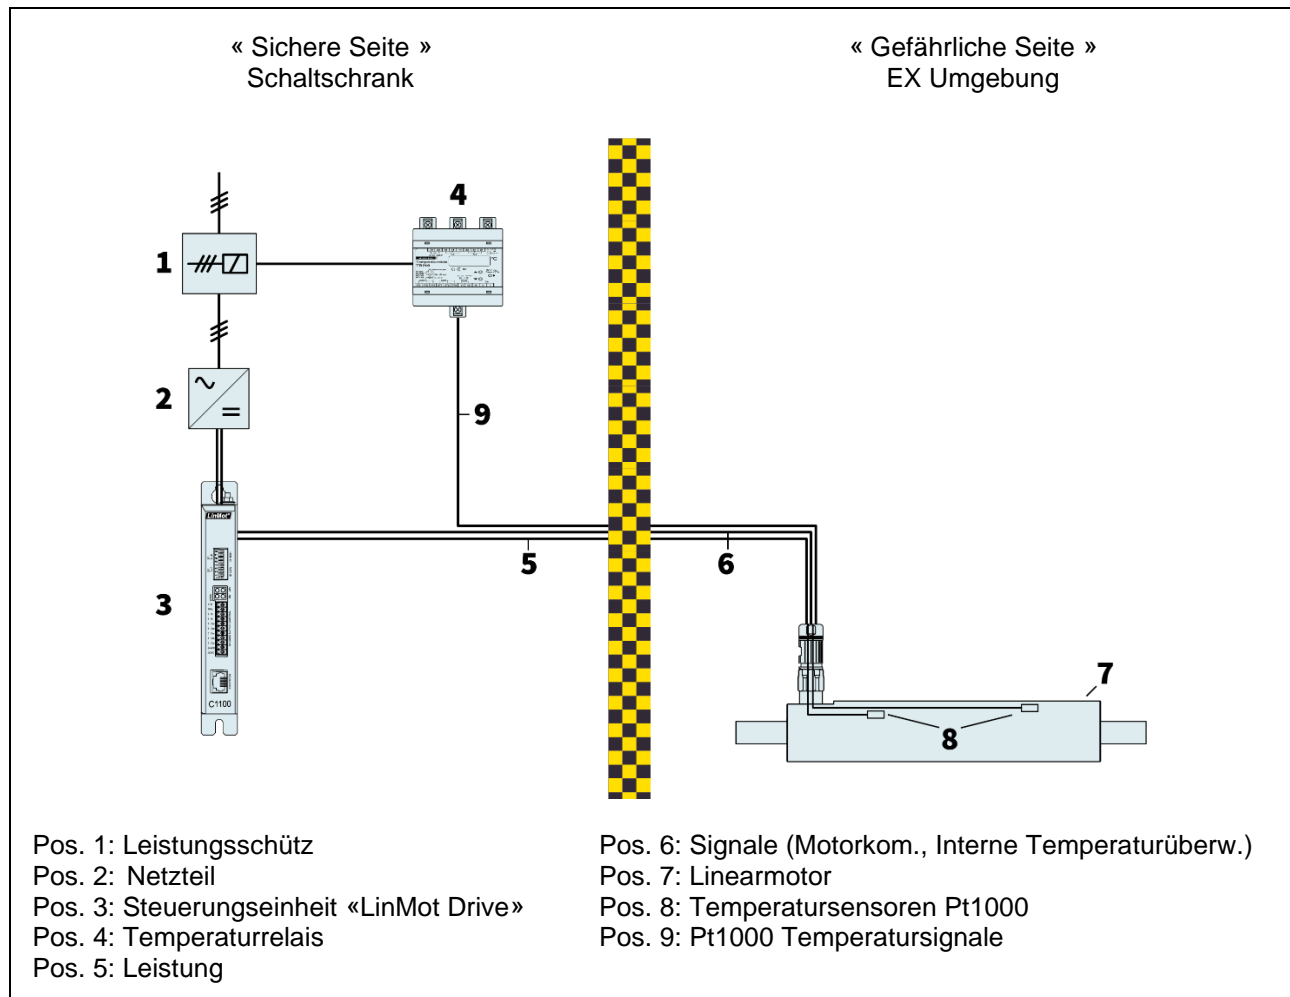 « Sichere Seite »
Schaltschrank
« Gefährliche Seite »
EX Umgebung
4
1
2
9
LinMot
3
C1100
5
6
7
8
Pos. 1: Leistungsschütz
Pos. 2: Netzteil
Pos. 3: Steuerungseinheit «LinMot Drive»
Pos. 4: Temperaturrelais
Pos. 5: Leistung
Pos. 6: Signale (Motorkom., Interne Temperaturüberw.)
Pos. 7: Linearmotor
Pos. 8: Temperatursensoren Pt1000
Pos. 9: Pt1000 Temperatursignale